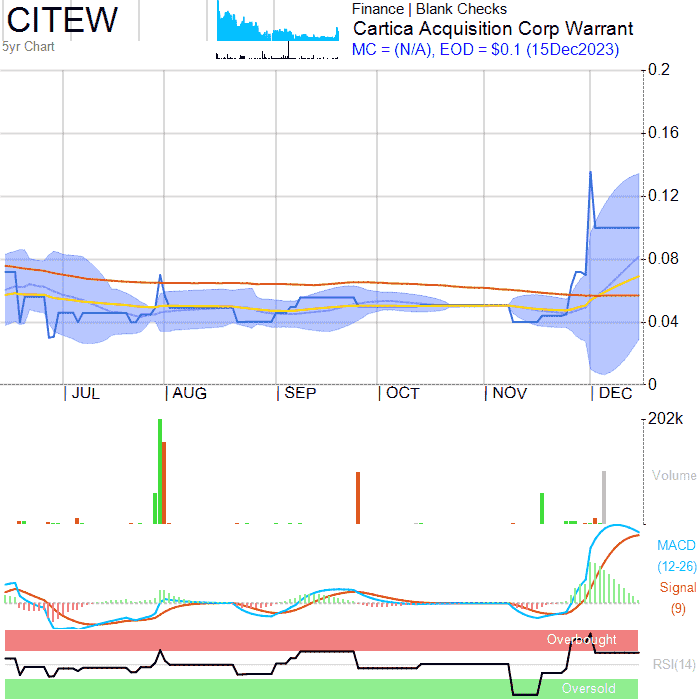 CITEW
5yr Chart
Finance | Blank Checks
Cartica Acquisition Corp Warrant
MC = (N/A), EOD = $0.1 (15Dec2023)
0.2
0.16
0.12
0.08
0.04
0
JUL AUG SEP OCT NOV DEC
202k
Volume
MACD
(12-26)
Signal
(9)
Overbought
RSI(14)
Oversold